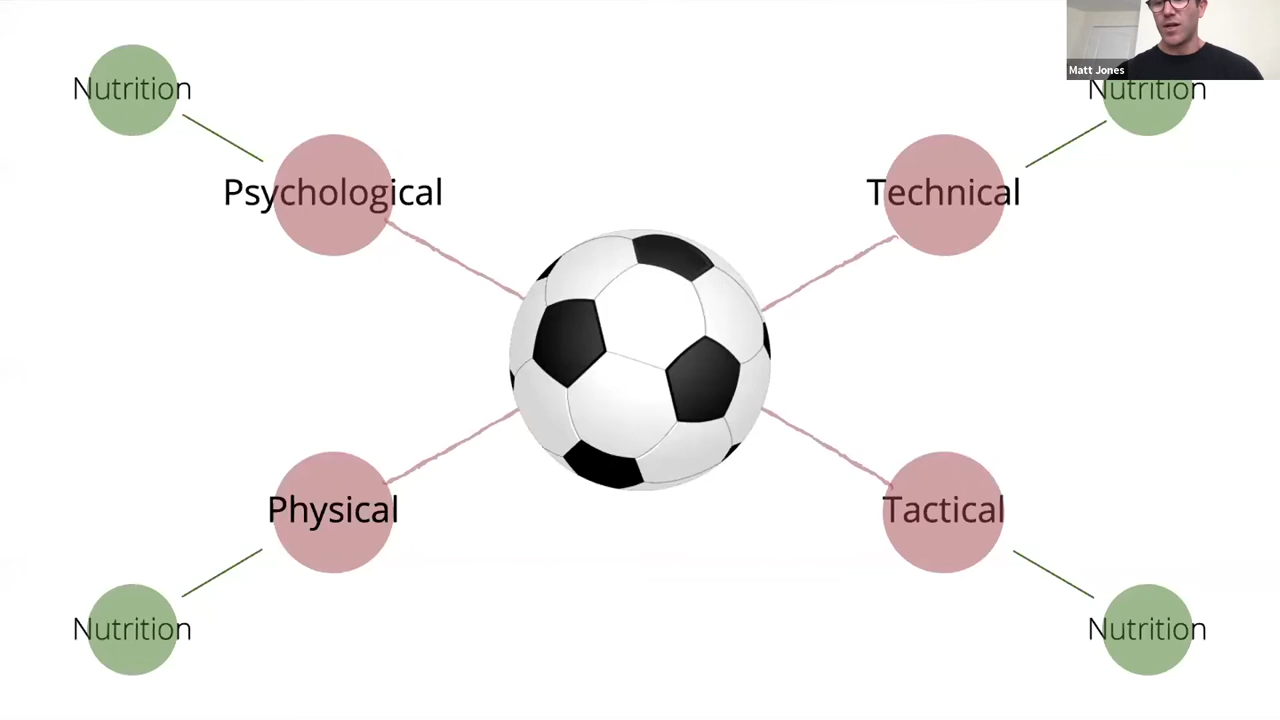 Matt Jones
Nutrition
Nutrition
Psychological
Technical
Physical
Tactical
Nutrition
Nutrition